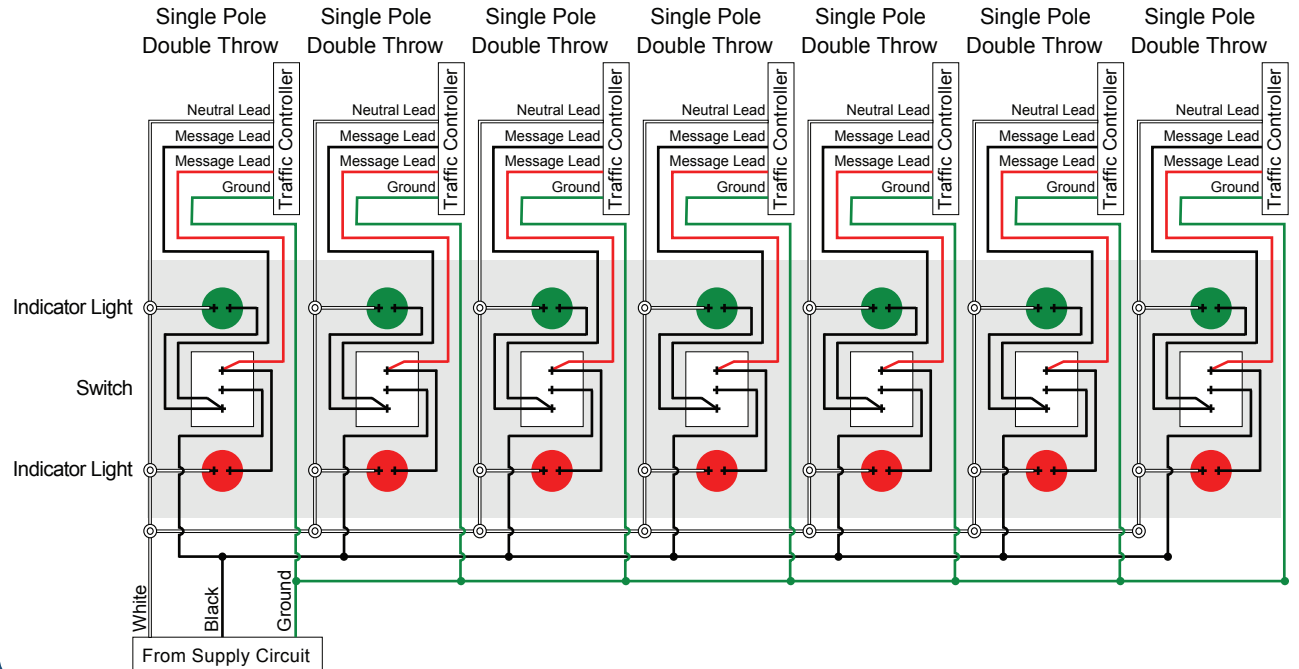 Single Pole Single Pole Single Pole Single Pole Single Pole Single Pole Single Pole
Double Throw Double Throw Double Throw Double Throw Double Throw Double Throw Double Throw
Traffic Controller Traffic Controller Traffic Controller Traffic Controller Traffic Controller Traffic Controller Traffic Controller
Neutral Lead Neutral Lead Neutral Lead Neutral Lead Neutral Lead Neutral Lead Neutral Lead
Message Lead Message Lead Message Lead Message Lead Message Lead Message Lead Message Lead
Message Lead Message Lead Message Lead Message Lead Message Lead Message Lead Message Lead
Ground Ground Ground Ground Ground Ground Ground
Indicator Light
Switch
Indicator Light
White Black Ground
From Supply Circuit